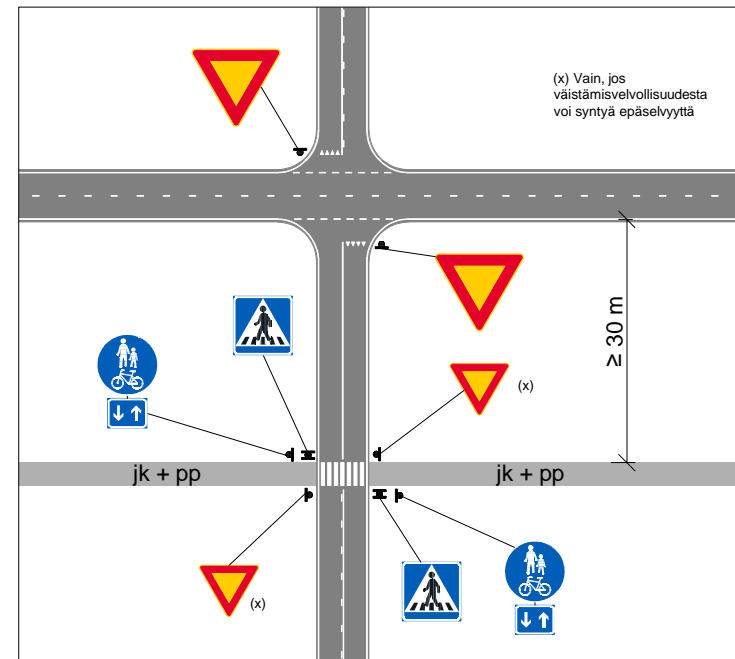 (x) Vain, jos
väistämisvelvollisuudesta
voi syntyä epäselvyyttä
≥ 30 m
(x)
jk + pp
jk + pp
(x)